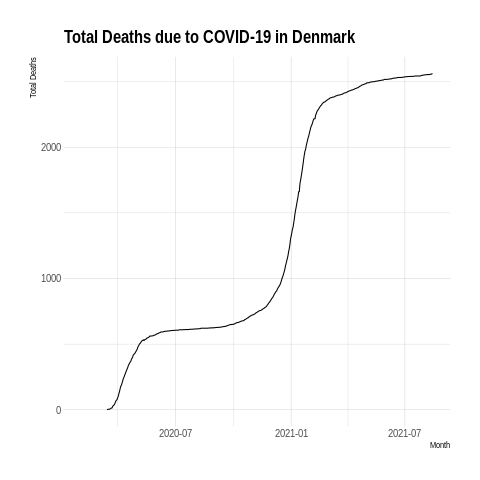 Total Deaths due to COVID-19 in Denmark
Total Deaths
2000
1000
0
2020-07
2021-01
2021-07
Month